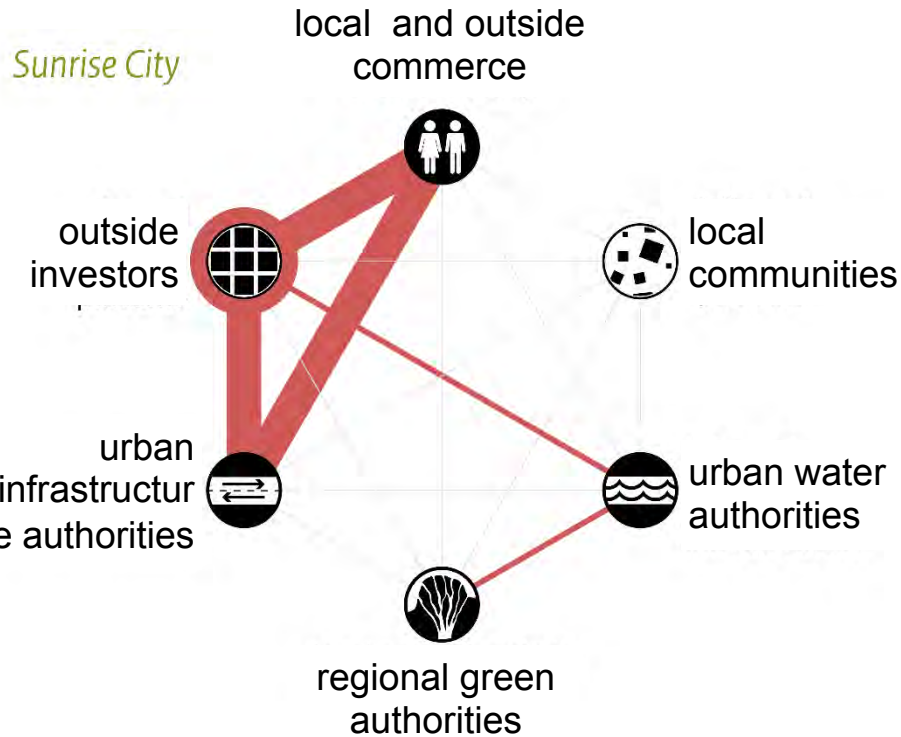 Sunrise City
local and outside
commerce
outside
investors
local
communities
urban
infrastructur
e authorities
urban water
authorities
regional green
authorities